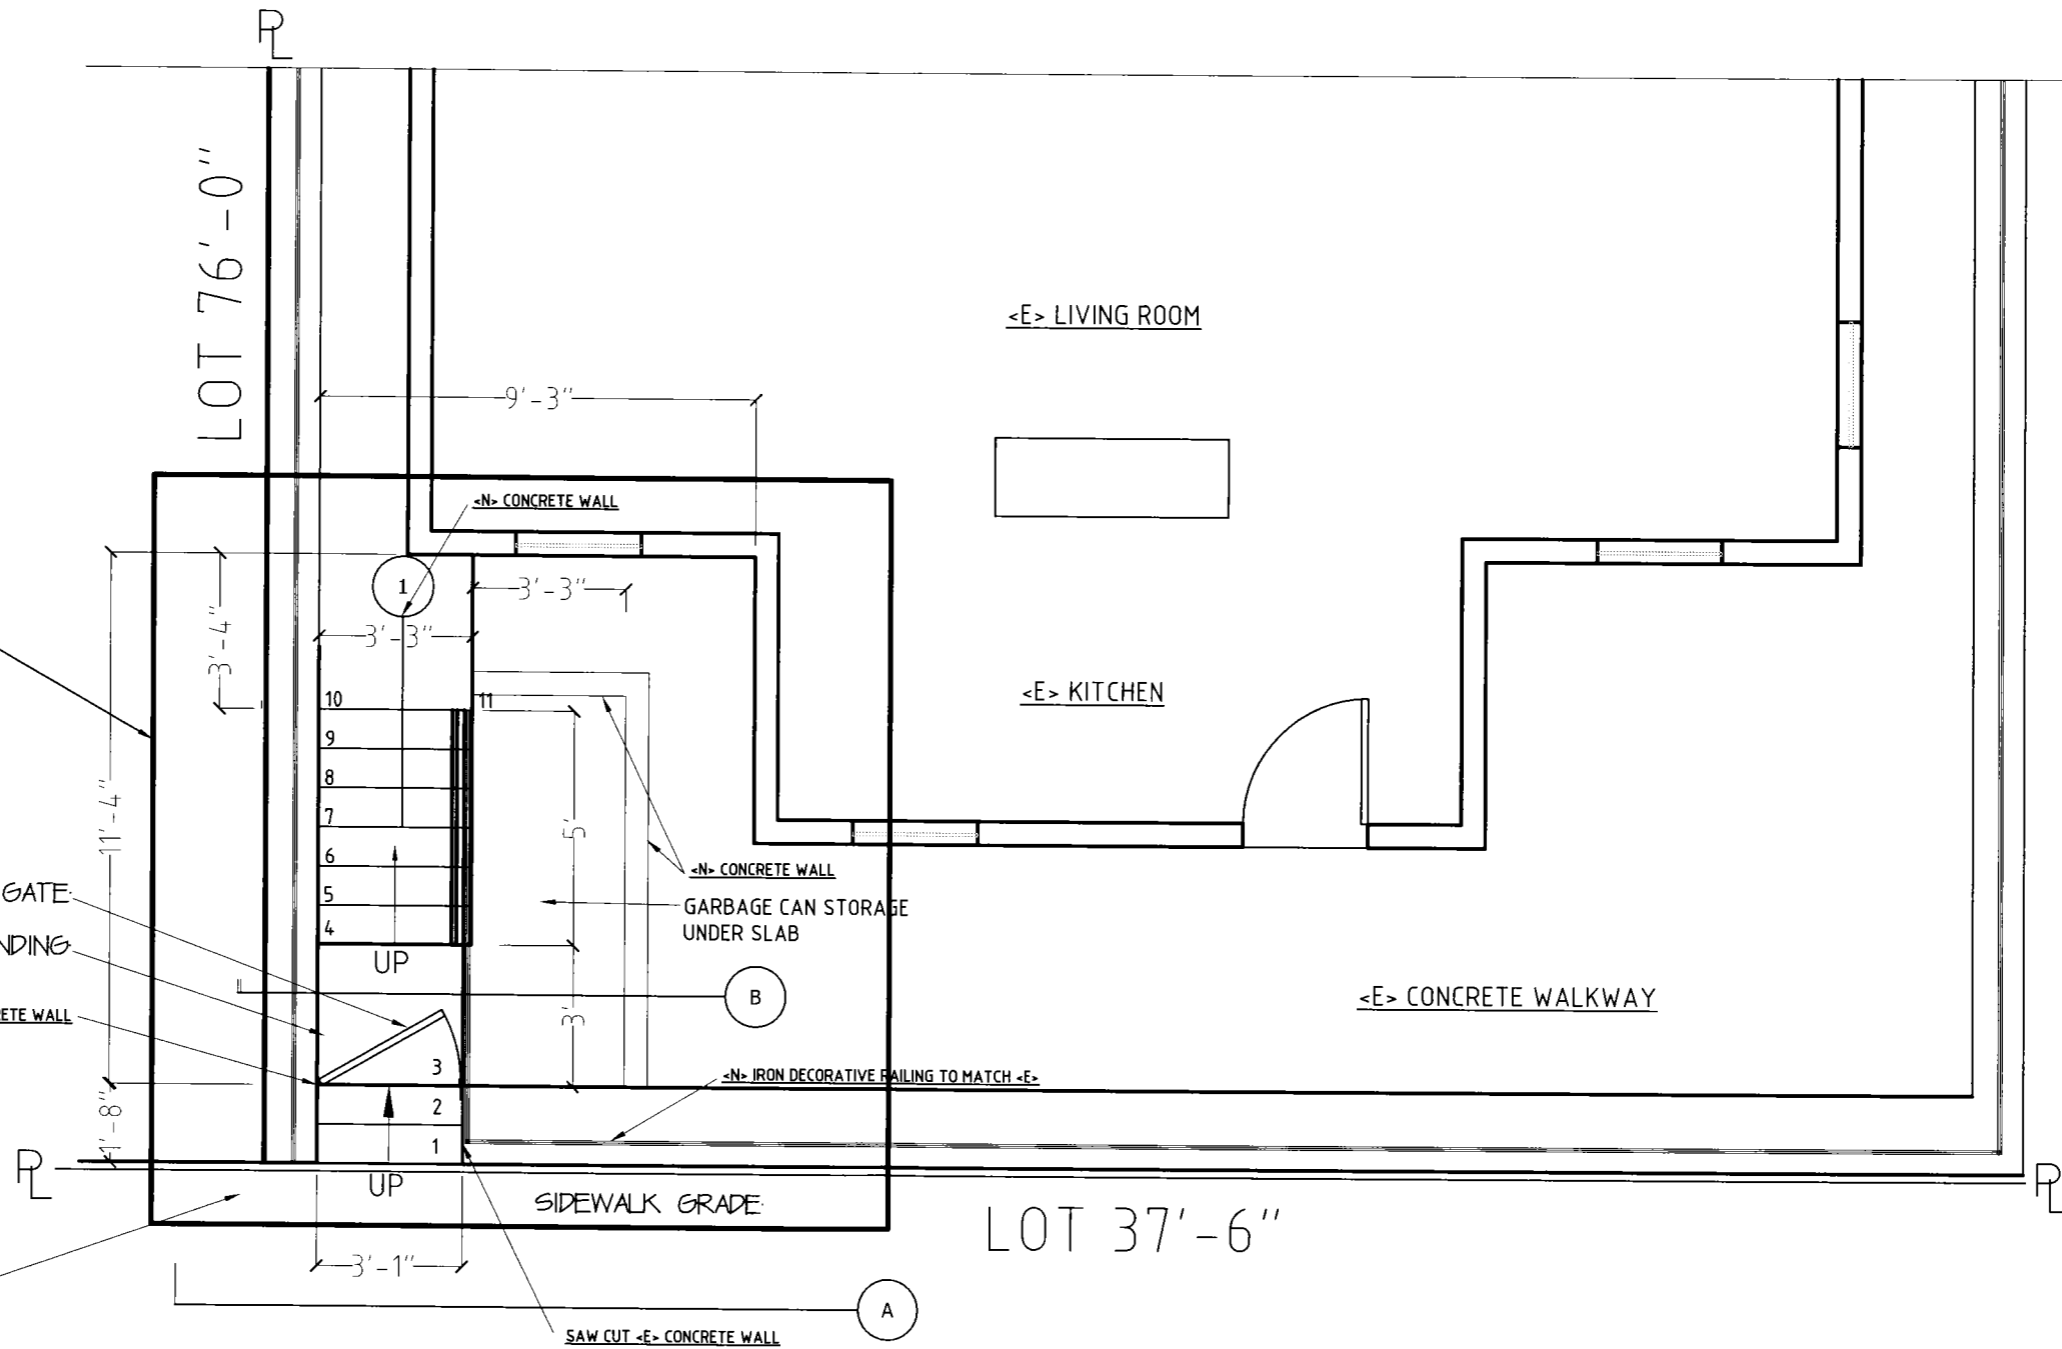 PL
LOT 76'-0"
<E> LIVING ROOM
9'-3"
<N> CONCRETE WALL
1
3'-3"
3'-3"
3'-4"
10
11
9
8
7
6
5
4
<E> KITCHEN
11'-4"
5'
<N> CONCRETE WALL
GATE
GARBAGE CAN STORAGE
UNDER SLAB
NDING
UP
B
<E> CONCRETE WALKWAY
ETE WALL
3'
3
<N> IRON DECORATIVE RAILING TO MATCH <E>
2
1'-8"
1
PL
UP
SIDEWALK GRADE
PL
LOT 37'-6"
3'-1"
A
SAW CUT <E> CONCRETE WALL